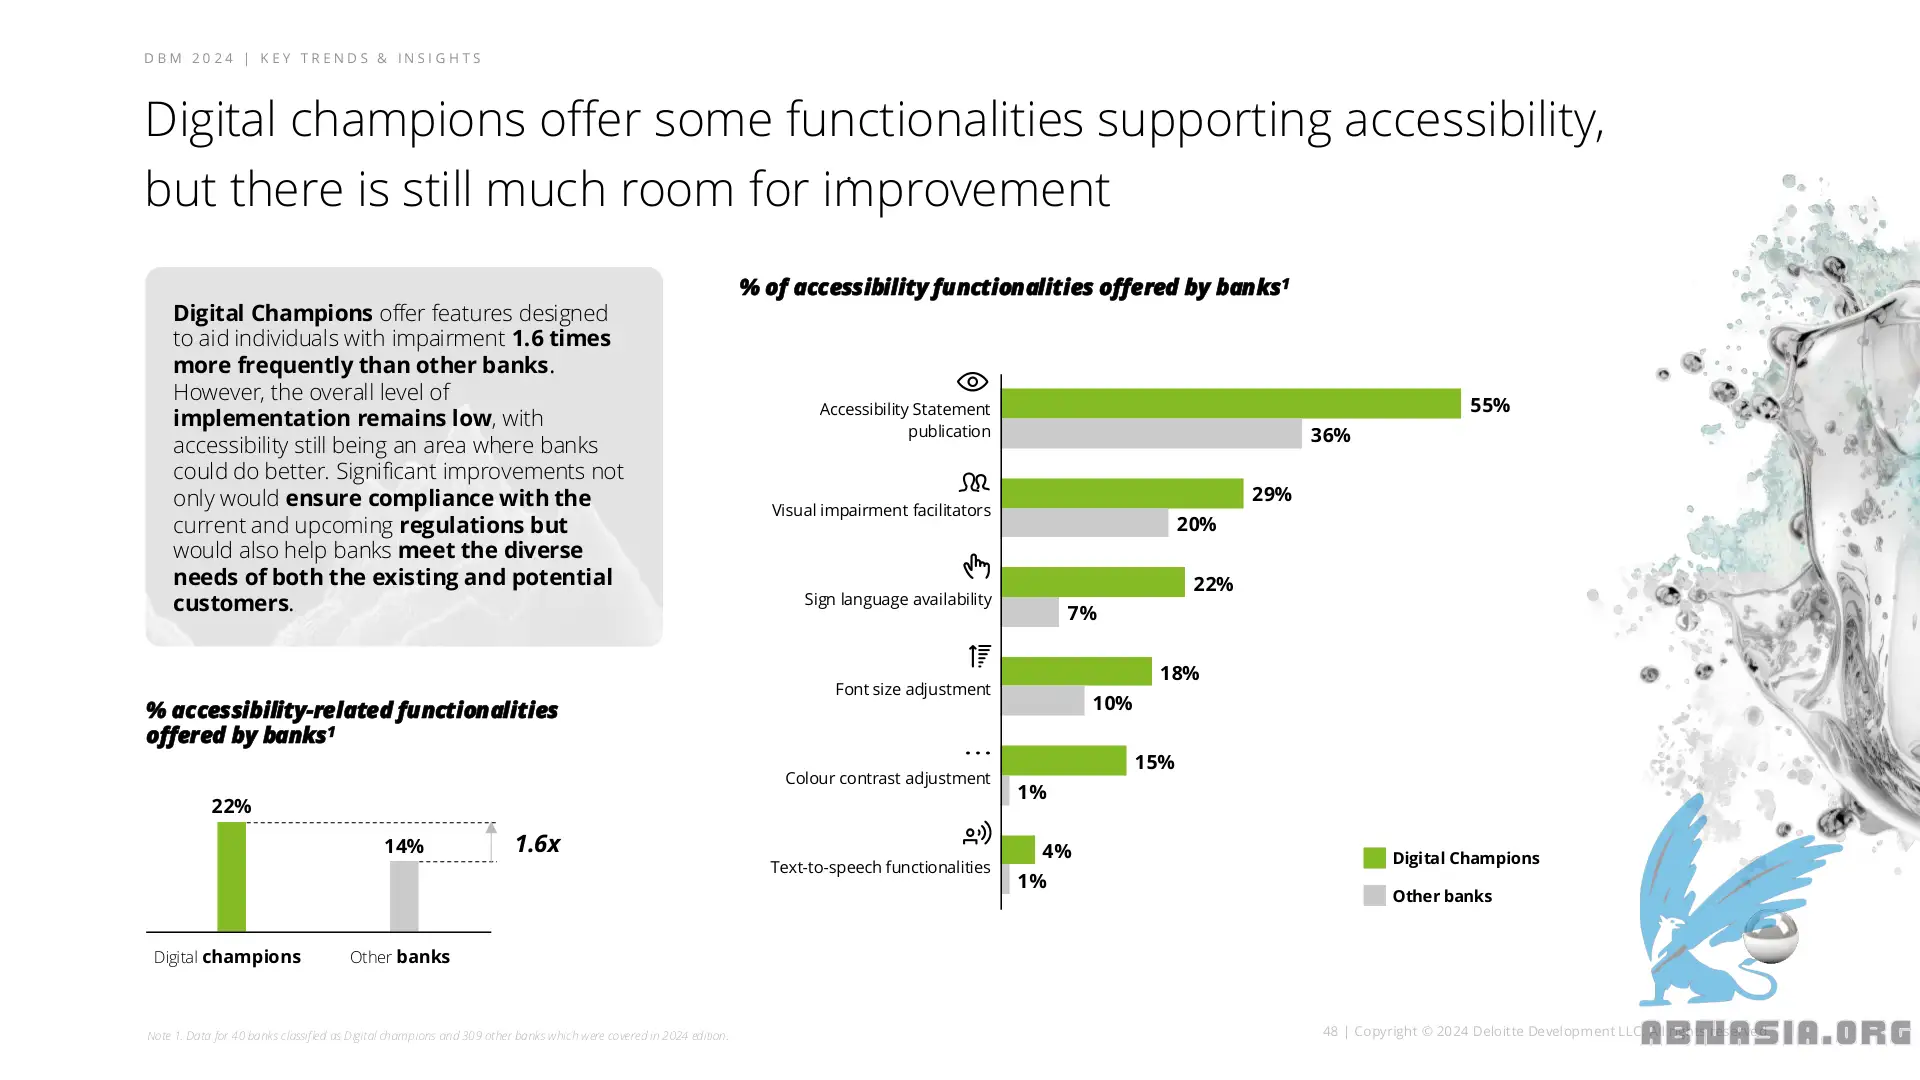 DBM 2024 | KEY TRENDS & INSIGHTS
Digital champions offer some functionalities supporting accessibility,
but there is still much room for improvement
Digital Champions offer features designed
to aid individuals with impairment 1.6 times
more frequently than other banks.
However, the overall level of
implementation remains low, with
accessibility still being an area where banks
could do better. Significant improvements not
only would ensure compliance with the
current and upcoming regulations but
would also help banks meet the diverse
needs of both the existing and potential
customers.
% accessibility-related functionalities
offered by banks¹
22%
14%
1.6x
Digital champions
Other banks
% of accessibility functionalities offered by banks¹
Accessibility Statement
publication
55%
36%
Visual impairment facilitators
29%
20%
Sign language availability
22%
7%
Font size adjustment
18%
10%
Colour contrast adjustment
15%
1%
Text-to-speech functionalities
4%
1%
Digital Champions
Other banks
Note 1. Data for 40 banks classified as Digital champions and 309 other banks which were covered in 2024 edition.
48 | Copyright © 2024 Deloitte Development LLC. All rights reserved.
ABNASIA.ORG